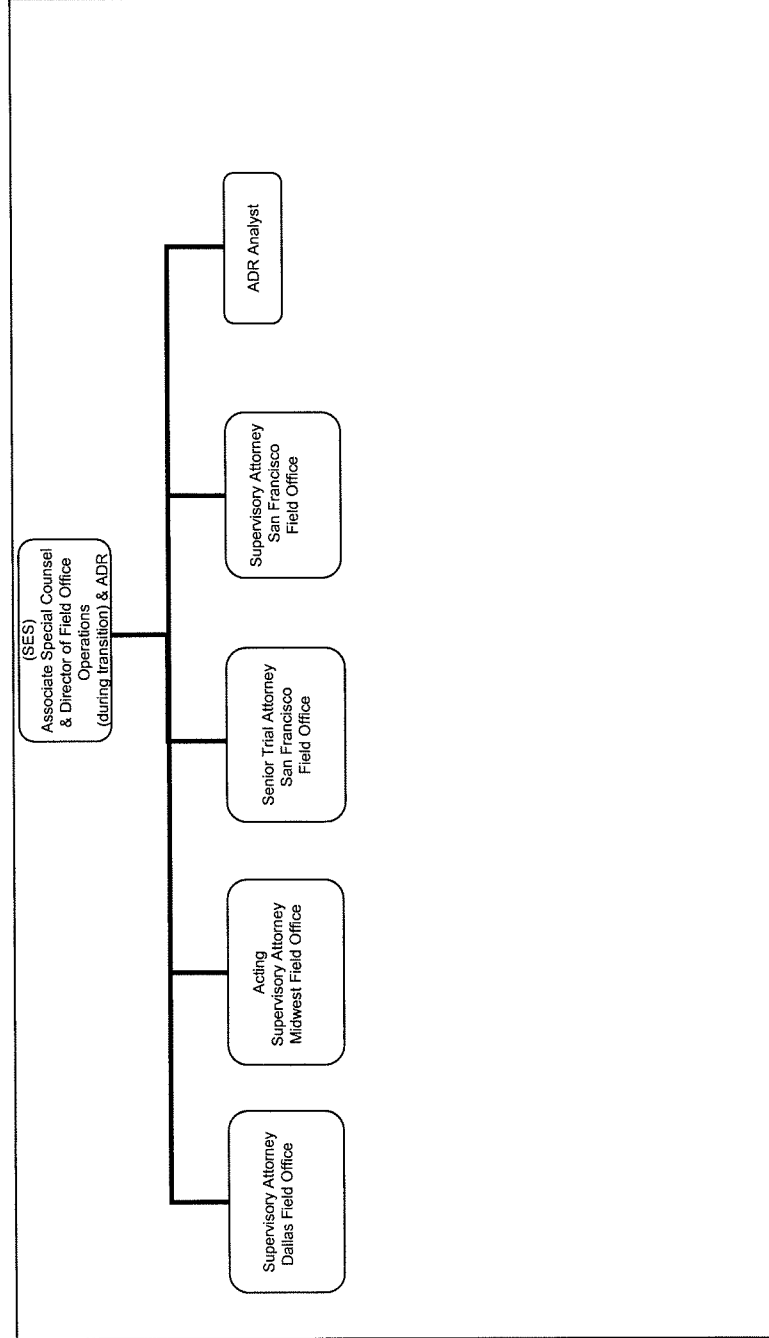 (SES)
Associate Special Counsel
& Director of Field Office
Operations
(during transition) & ADR
Supervisory Attorney
Dallas Field Office
Acting
Supervisory Attorney
Midwest Field Office
Senior Trial Attorney
San Francisco
Field Office
Supervisory Attorney
San Francisco
Field Office
ADR Analyst